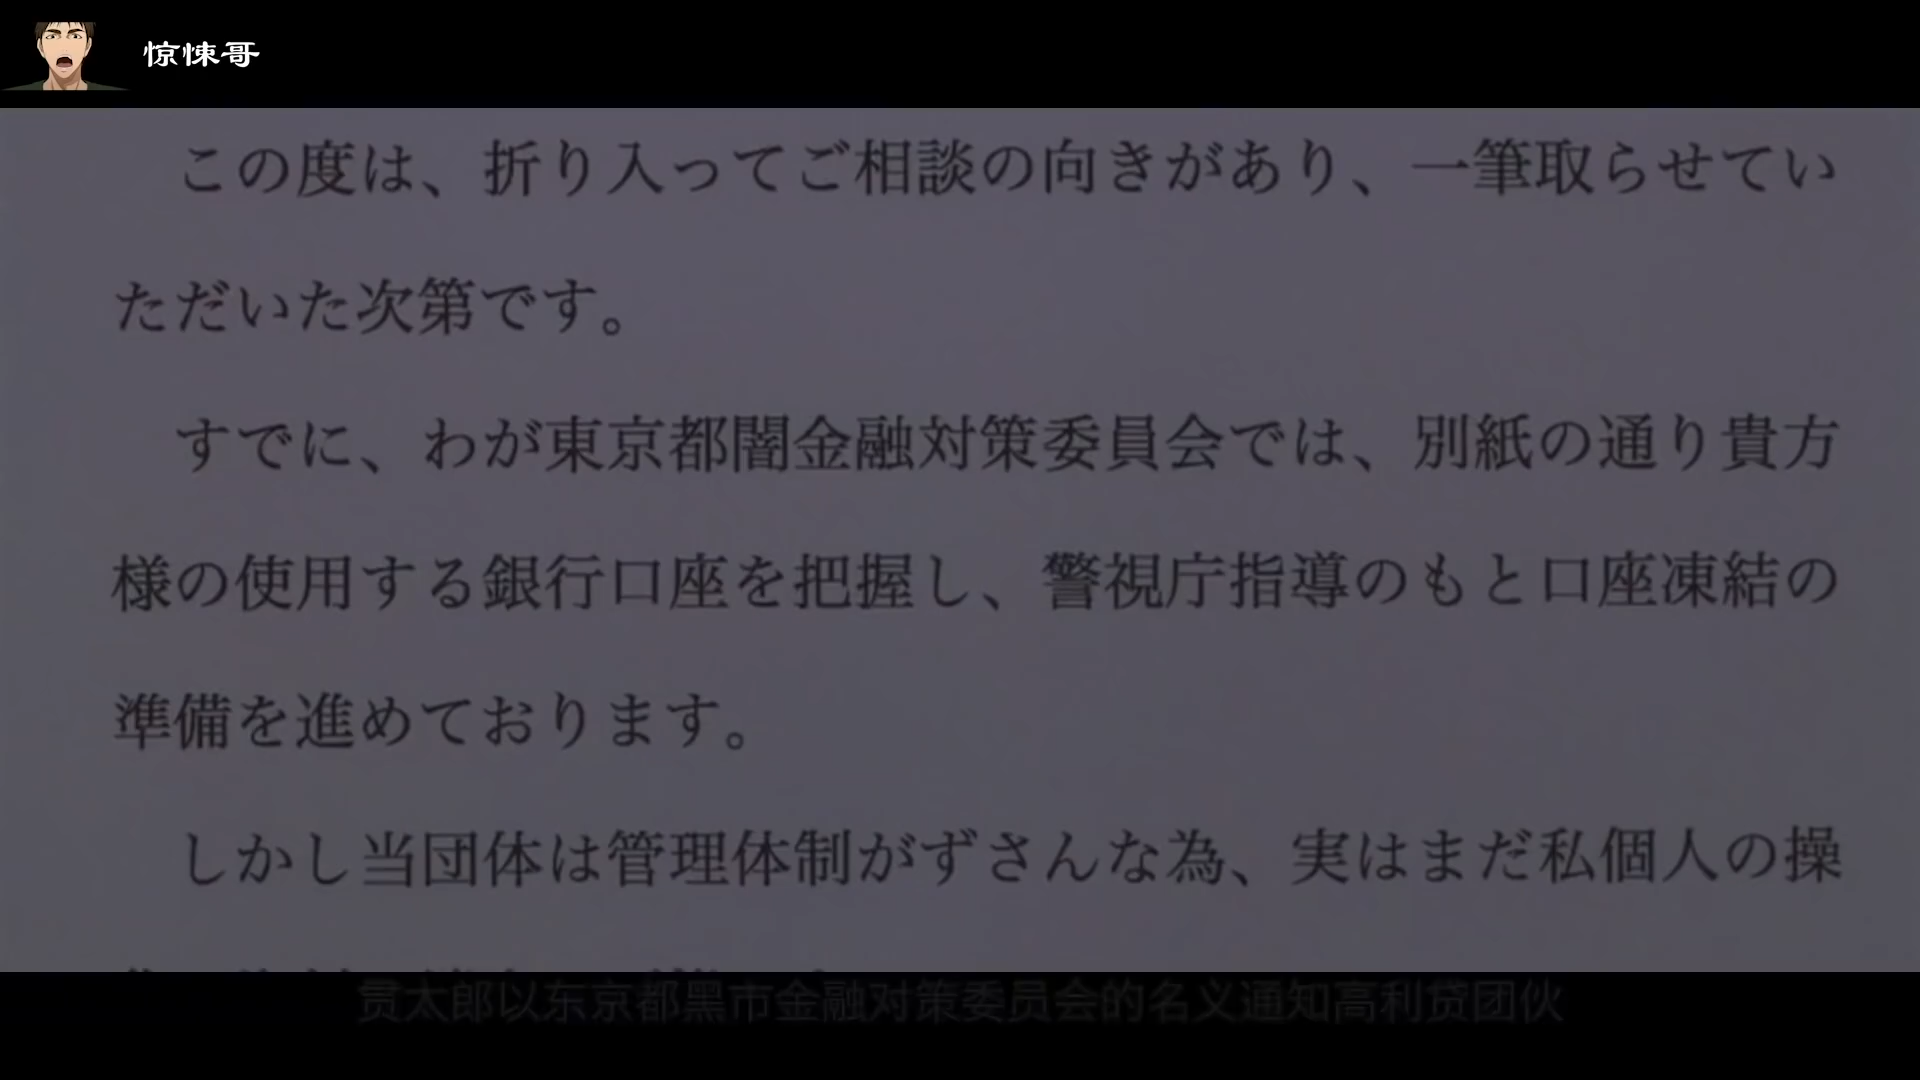 惊悚哥
この度は、折り入ってご相談の向きがあり、一筆取らせてい
ただいた次第です。
すでに、わが東京都闇金融対策委員会では、別紙の通り貴方
様の使用する銀行口座を把握し、警視庁指導のもと口座凍結の
準備を進めております。
しかし当団体は管理体制がずさんな為、実はまだ私個人の操
贯太郎以东京都黑市金融对策委员会的名义通知高利贷团伙